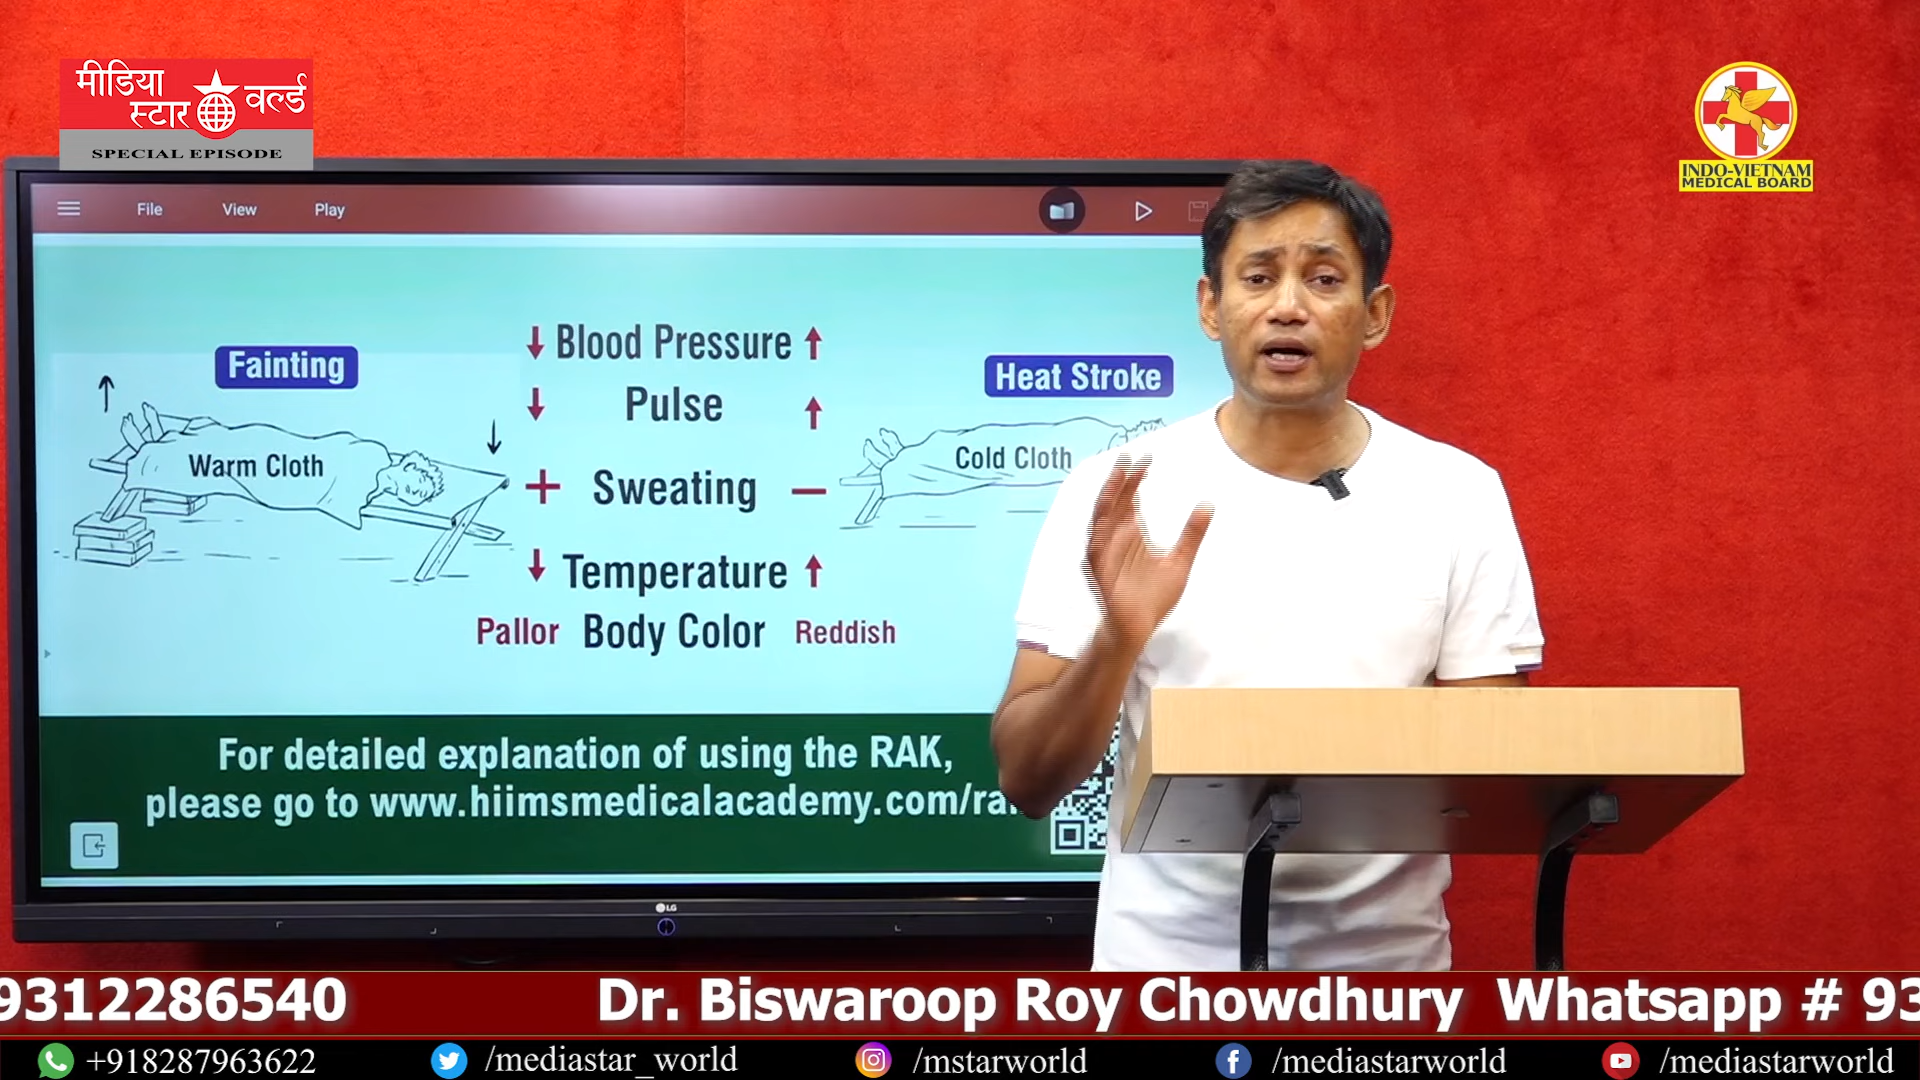 मीडिया
स्टार वर्ल्ड
SPECIAL EPISODE
INDO-VIETNAM
MEDICAL BOARD
File View Play
Fainting
Blood Pressure
Heat Stroke
Pulse
Warm Cloth
Cold Cloth
Sweating
Temperature
Pallor Body Color Reddish
For detailed explanation of using the RAK,
please go to www.hiimsmedicalacademy.com/ra
LG
9312286540 Dr. Biswaroop Roy Chowdhury Whatsapp # 93
+918287963622 /mediastar_world /mstarworld /mediastarworld /mediastarworld